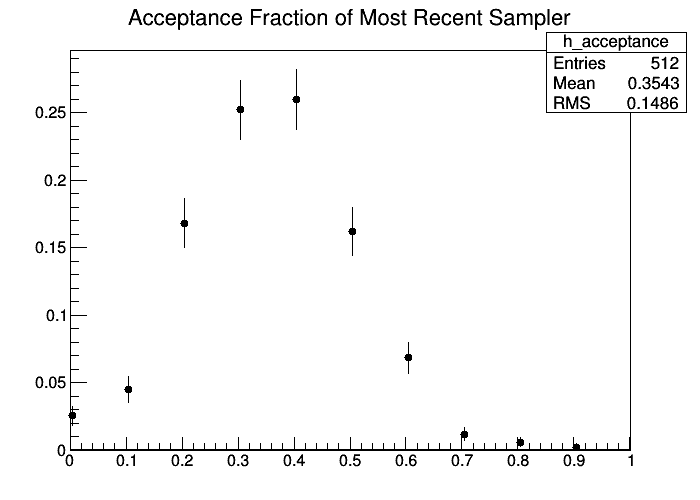 Acceptance Fraction of Most Recent Sampler
h_acceptance
Entries 512
Mean 0.3543
RMS 0.1486
0.25
0.2
0.15
0.1
0.05
0
0 0.1 0.2 0.3 0.4 0.5 0.6 0.7 0.8 0.9 1